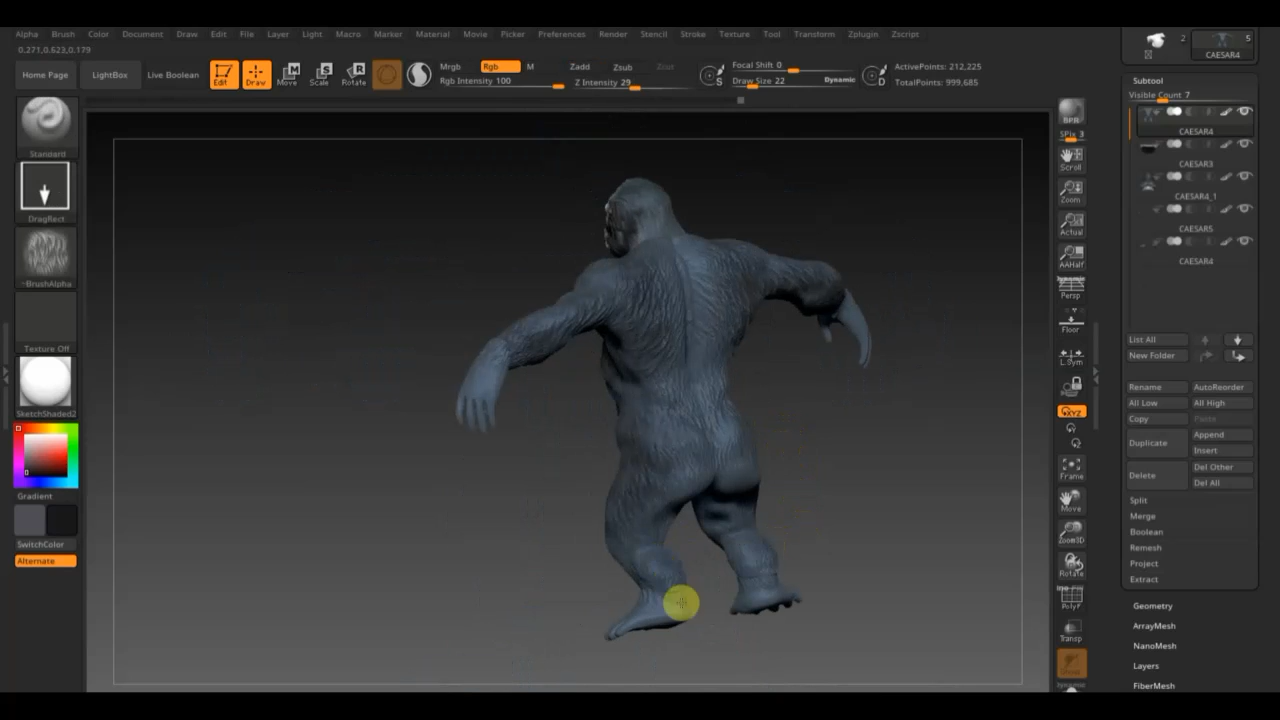 Alpha Brush Color Document Draw Edit File Layer Light Macro Marker Material Movie Picker Preferences Render Stencil Stroke Texture Tool Transform Zplugin Zscript
0.271,0.623,0.179
Home Page LightBox Live Boolean Edit Draw Move Scale Rotate
Mrgb Rgb M Zadd Zsub Zcut
Rgb Intensity 100 Z Intensity 29
Focal Shift 0
Draw Size 22 Dynamic
S D
ActivePoints: 212,225
TotalPoints: 999,685
Standard
DragRect
~BrushAlpha
Texture Off
SketchShaded2
Gradient
SwitchColor
Alternate
BPR
SPix 3
Scroll
Zoom
Actual
AAHalf
Dynamic
Persp
Floor
L.Sym
XYZ
Frame
Move
Zoom3D
Rotate
PolyF
Transp
Dynamic
2 5
CAESAR4
Subtool
Visible Count 7
CAESAR4
CAESAR3
CAESAR4_1
CAESAR5
CAESAR4
List All
New Folder
Rename AutoReorder
All Low All High
Copy Paste
Duplicate Append
Insert
Delete Del Other
Del All
Split
Merge
Boolean
Remesh
Project
Extract
Geometry
ArrayMesh
NanoMesh
Layers
FiberMesh